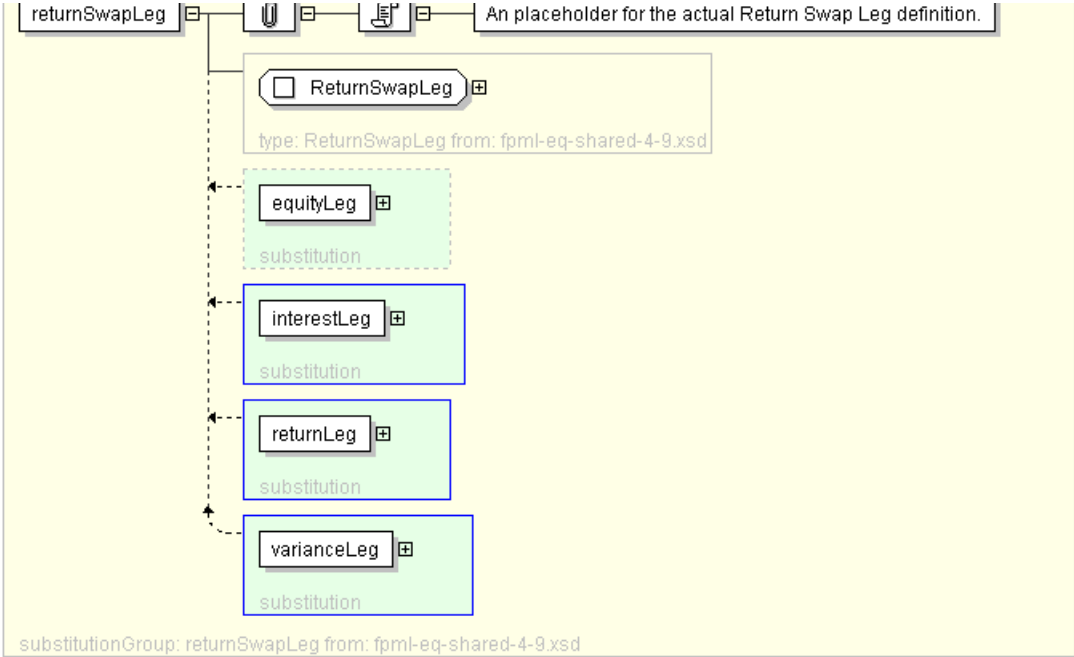 returnSwapLeg An placeholder for the actual Return Swap Leg definition.
ReturnSwapLeg
type: ReturnSwapLeg from: fpml-eq-shared-4-9.xsd
equityLeg
substitution
interestLeg
substitution
returnLeg
substitution
varianceLeg
substitution
substitutionGroup: returnSwapLeg from: fpml-eq-shared-4-9.xsd